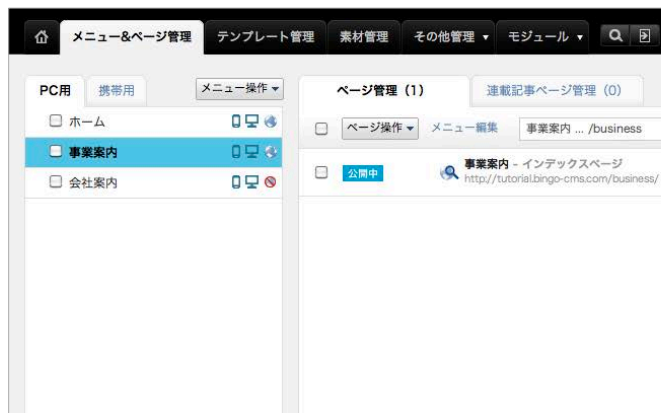 メニュー&ページ管理 テンプレート管理 素材管理 その他管理 ▼ モジュール ▼
PC用 携帯用 メニュー操作▼
ホーム
事業案内
会社案内
ページ管理（1） 連載記事ページ管理（0）
ページ操作▼ メニュー編集 事業案内 ... /business
公開中 事業案内 - インデックスページ
http://tutorial.bingo-cms.com/business/